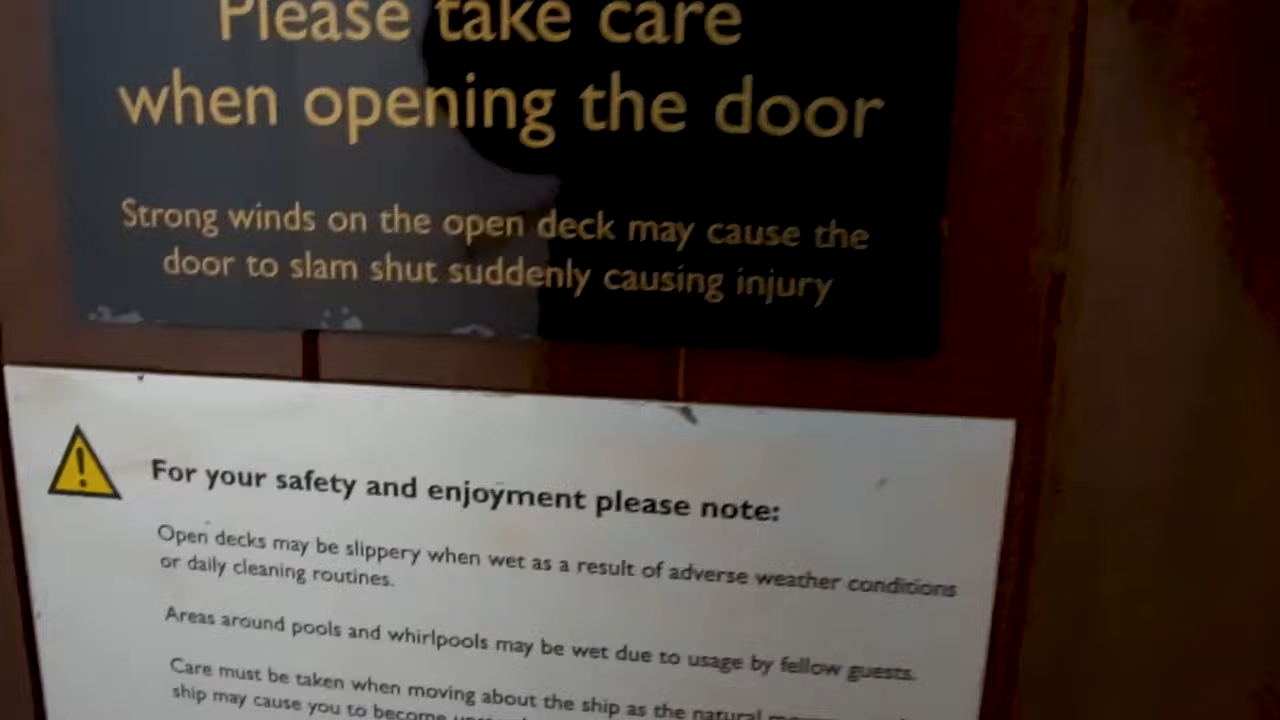 Please take care
when opening the door
Strong winds on the open deck may cause the
door to slam shut suddenly causing injury
For your safety and enjoyment please note:
Open decks may be slippery when wet as a result of adverse weather conditions
or daily cleaning routines.
Areas around pools and whirlpools may be wet due to usage by fellow guests.
Care must be taken when moving about the ship as the natural
ship may cause you to become